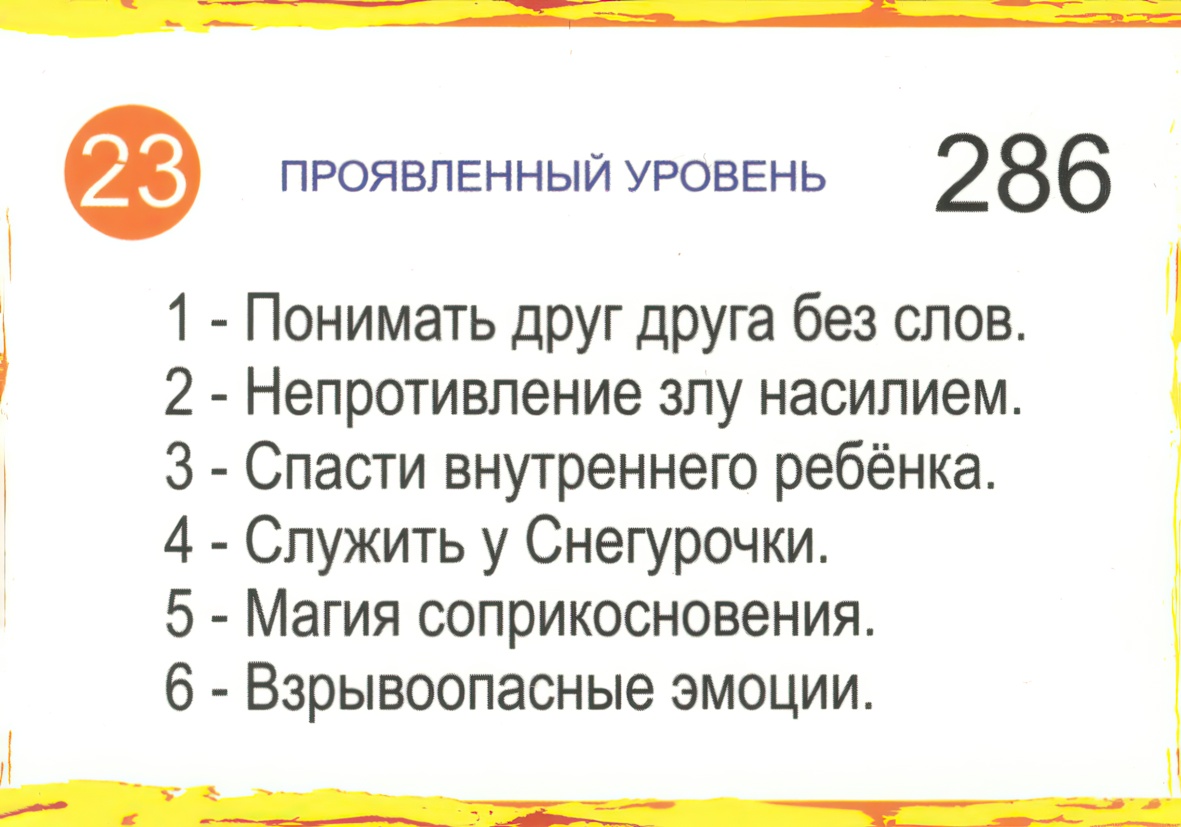 23 ПРОЯВЛЕННЫЙ УРОВЕНЬ 286
1 - Понимать друг друга без слов.
2 - Непротивление злу насилием.
3 - Спасти внутреннего ребёнка.
4 - Служить у Снегурочки.
5 - Магия соприкосновения.
6 - Взрывоопасные эмоции.